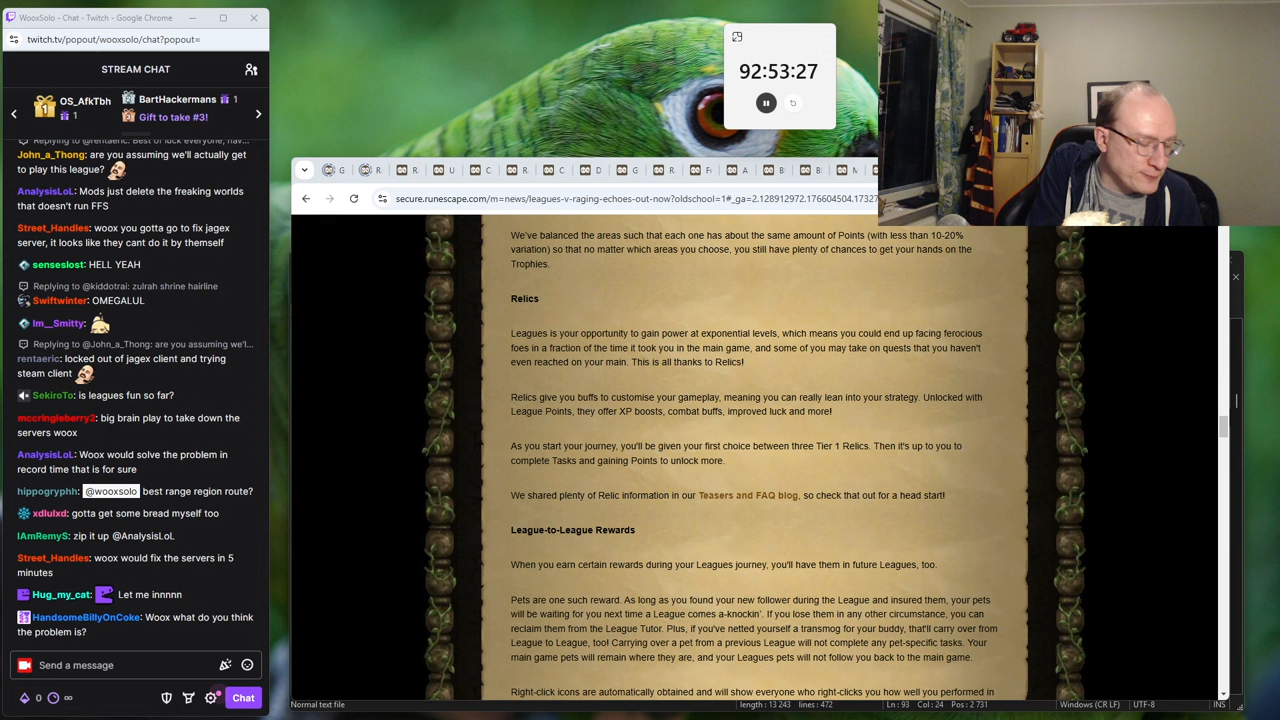 WooxSolo - Chat - Twitch - Google Chrome
twitch.tv/popout/wooxsolo/chat?popout=
STREAM CHAT
1
OS_AfkTbh
1
BartHackermans 1
Gift to take #3!
John_a_Thong: are you assuming we'll actually get
to play this league?
AnalysisLoL: Mods just delete the freaking worlds
that doesn't run FFS
Street_Handles: woox you gotta go to fix jagex
server, it looks like they cant do it by themself
senseslost: HELL YEAH
Replying to @kiddotrai: zulrah shrine hairline
Swiftwinter: OMEGALUL
Im__Smitty:
Replying to @John_a_Thong: are you assuming we'l...
rentaeric: locked out of jagex client and trying
steam client
SekiroTo: is leagues fun so far?
mccringleberry2: big brain play to take down the
servers woox
AnalysisLoL: Woox would solve the problem in
record time that is for sure
hippogryphh: @wooxsolo best range region route?
xdlulxd: gotta get some bread myself too
IAmRemyS: zip it up @AnalysisLoL
Street_Handles: woox would fix the servers in 5
minutes
Hug_my_cat: Let me innnnn
HandsomeBillyOnCoke: Woox what do you think
the problem is?
Send a message
0 ∞
Chat
92:53:27
G R R U C R C D G R F A B B M
secure.runescape.com/m=news/leagues-v-raging-echoes-out-now?oldschool=1#_ga=2.128912972.176604504.17327
We've balanced the areas such that each one has about the same amount of Points (with less than 10-20%
variation) so that no matter which areas you choose, you still have plenty of chances to get your hands on the
Trophies.
Relics
Leagues is your opportunity to gain power at exponential levels, which means you could end up facing ferocious
foes in a fraction of the time it took you in the main game, and some of you may take on quests that you haven't
even reached on your main. This is all thanks to Relics!
Relics give you buffs to customise your gameplay, meaning you can really lean into your strategy. Unlocked with
League Points, they offer XP boosts, combat buffs, improved luck and more!
As you start your journey, you'll be given your first choice between three Tier 1 Relics. Then it's up to you to
complete Tasks and gaining Points to unlock more.
We shared plenty of Relic information in our Teasers and FAQ blog, so check that out for a head start!
League-to-League Rewards
When you earn certain rewards during your Leagues journey, you'll have them in future Leagues, too.
Pets are one such reward. As long as you found your new follower during the League and insured them, your pets
will be waiting for you next time a League comes a-knockin'. If you lose them in any other circumstance, you can
reclaim them from the League Tutor. Plus, if you've netted yourself a transmog for your buddy, that'll carry over from
League to League, too! Carrying over a pet from a previous League will not complete any pet-specific tasks. Your
main game pets will remain where they are, and your Leagues pets will not follow you back to the main game.
Right-click icons are automatically obtained and will show everyone who right-clicks you how well you performed in
Normal text file
length : 13 243 lines : 472
Ln : 93 Col : 24 Pos : 2 731
Windows (CR LF)
UTF-8
INS